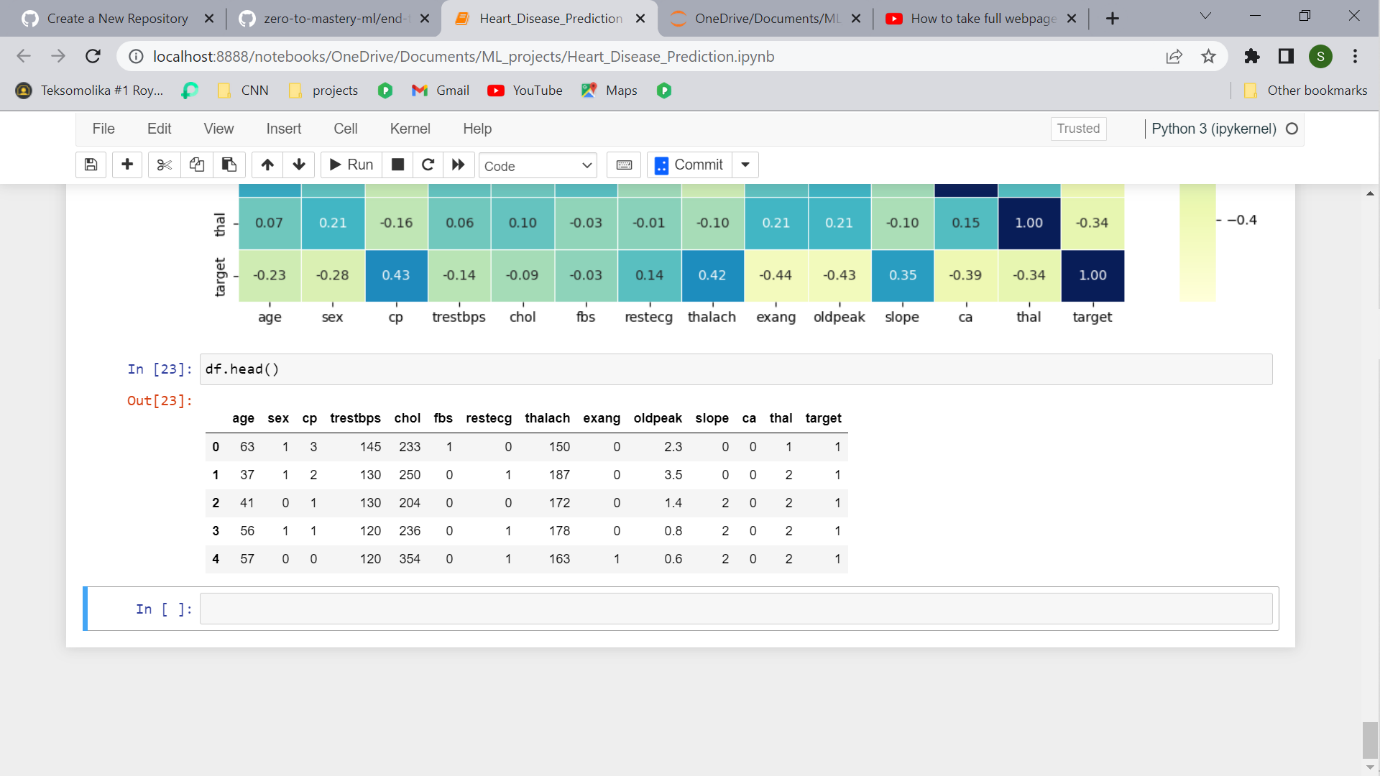 Create a New Repository zero-to-mastery-ml/end- Heart_Disease_Prediction OneDrive/Documents/ML How to take full webpage
localhost:8888/notebooks/OneDrive/Documents/ML_projects/Heart_Disease_Prediction.ipynb S
Teksomolika #1 Roy... CNN projects Gmail YouTube Maps Other bookmarks
File Edit View Insert Cell Kernel Help Trusted Python 3 (ipykernel)
Run Code Commit
thal 0.07 0.21 -0.16 0.06 0.10 -0.03 -0.01 -0.10 0.21 0.21 -0.10 0.15 1.00 -0.34 −0.4
target -0.23 -0.28 0.43 -0.14 -0.09 -0.03 0.14 0.42 -0.44 -0.43 0.35 -0.39 -0.34 1.00
age sex cp trestbps chol fbs restecg thalach exang oldpeak slope ca thal target
In [23]: df.head()
Out[23]:
age sex cp trestbps chol fbs restecg thalach exang oldpeak slope ca thal target
0 63 1 3 145 233 1 0 150 0 2.3 0 0 1 1
1 37 1 2 130 250 0 1 187 0 3.5 0 0 2 1
2 41 0 1 130 204 0 0 172 0 1.4 2 0 2 1
3 56 1 1 120 236 0 1 178 0 0.8 2 0 2 1
4 57 0 0 120 354 0 1 163 1 0.6 2 0 2 1
In [ ]: